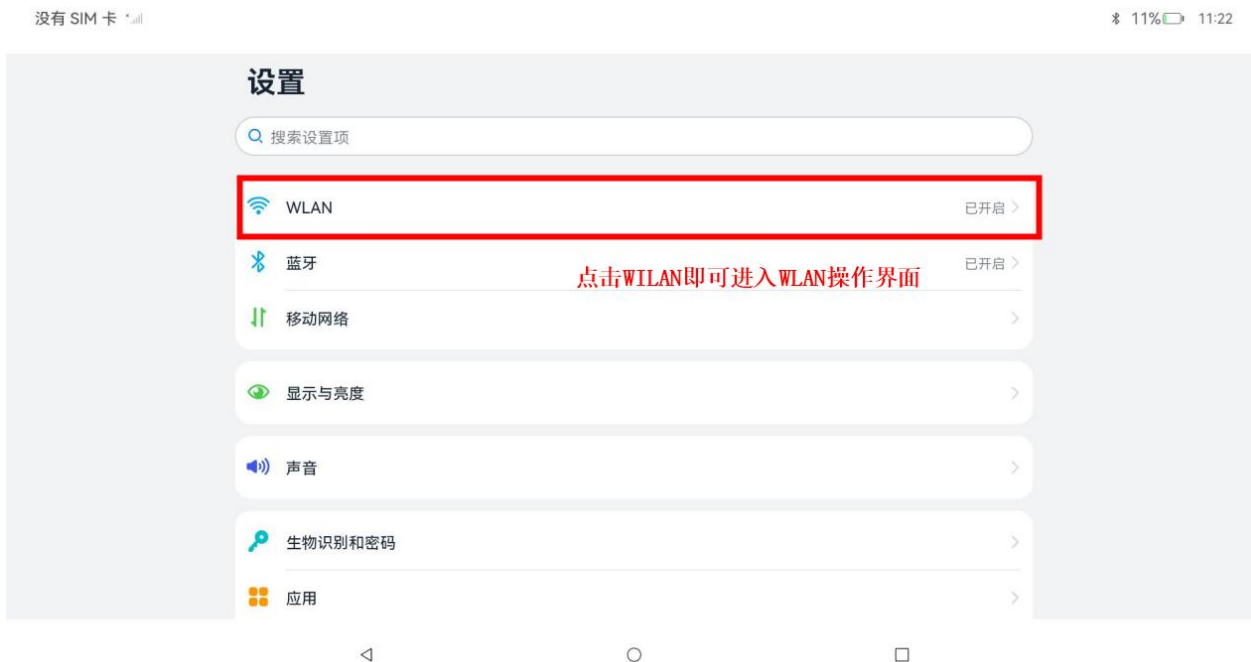 没有 SIM 卡
11% 11:22
设置
搜索设置项
WLAN 已开启
蓝牙 已开启
点击WILAN即可进入WLAN操作界面
移动网络
显示与亮度
声音
生物识别和密码
应用